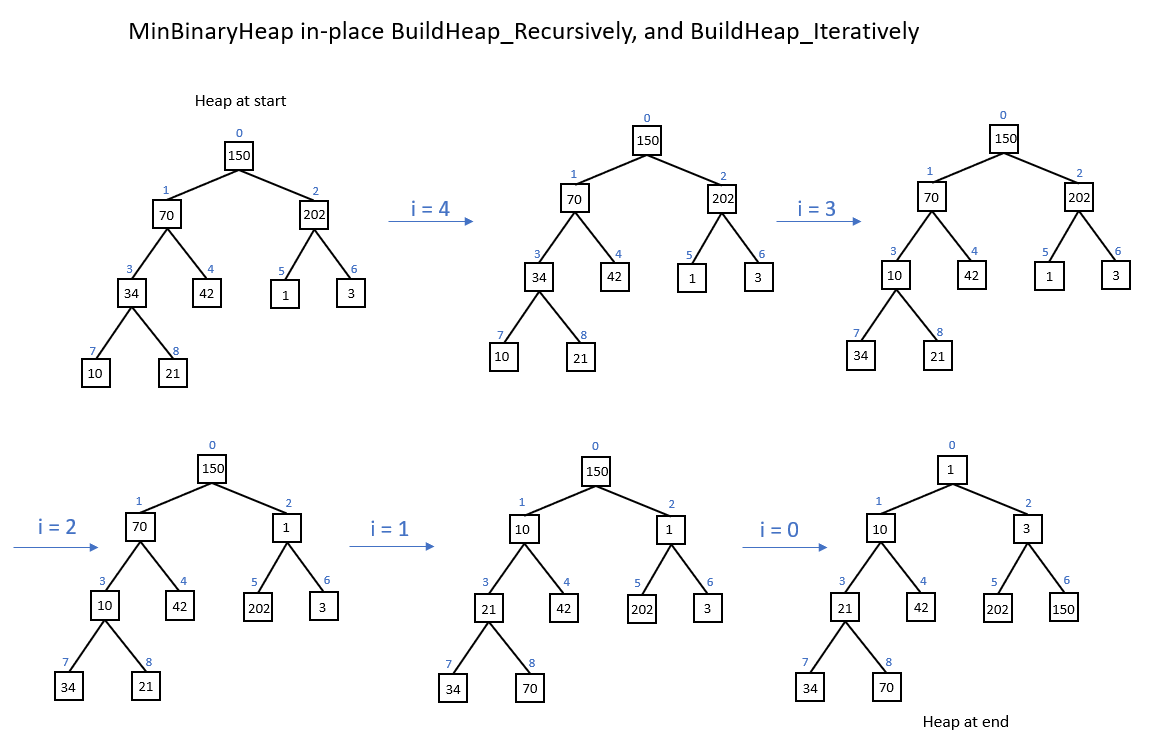 MinBinaryHeap in-place BuildHeap_Recursively, and BuildHeap_Iteratively
Heap at start
0
150
1 2
70 202
3 4 5 6
34 42 1 3
7 8
10 21
i = 4
0
150
1 2
70 202
3 4 5 6
34 42 1 3
7 8
10 21
i = 3
0
150
1 2
70 202
3 4 5 6
10 42 1 3
7 8
34 21
i = 2
0
150
1 2
70 1
3 4 5 6
10 42 202 3
7 8
34 21
i = 1
0
150
1 2
10 1
3 4 5 6
21 42 202 3
7 8
34 70
i = 0
0
1
1 2
10 3
3 4 5 6
21 42 202 150
7 8
34 70
Heap at end